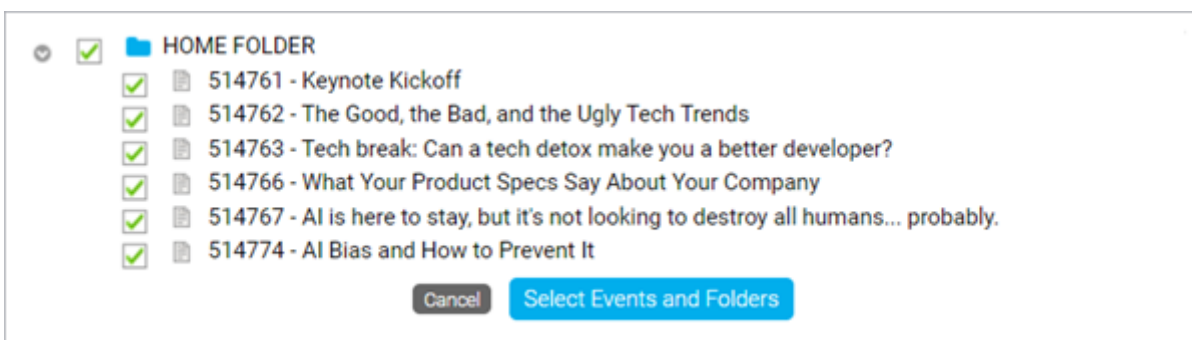 HOME FOLDER
514761 - Keynote Kickoff
514762 - The Good, the Bad, and the Ugly Tech Trends
514763 - Tech break: Can a tech detox make you a better developer?
514766 - What Your Product Specs Say About Your Company
514767 - AI is here to stay, but it's not looking to destroy all humans... probably.
514774 - AI Bias and How to Prevent It
Cancel Select Events and Folders